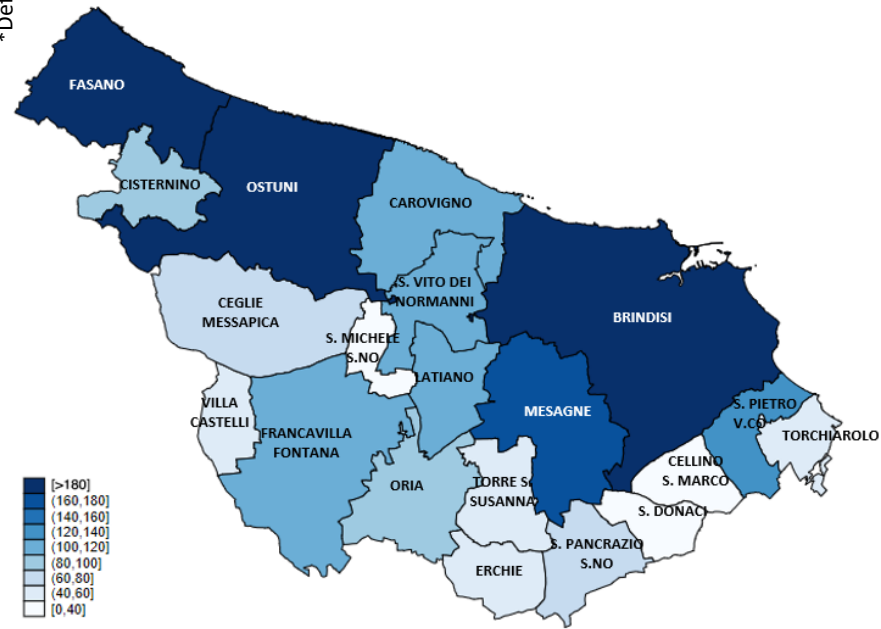 *Def
FASANO
CISTERNINO
OSTUNI
CAROVIGNO
S. VITO DEI
NORMANNI
BRINDISI
CEGLIE
MESSAPICA
S. MICHELE
S.NO
LATIANO
MESAGNE
S. PIETRO
V.CO
TORCHIAROLO
VILLA
CASTELLI
FRANCAVILLA
FONTANA
CELLINO
S. MARCO
ORIA
TORRE S
SUSANNA
S. DONACI
S. PANCRAZIO
S.NO
ERCHIE
[>180]
(160,180]
(140,160]
(120,140]
(100,120]
(80,100]
(60,80]
(40,60]
[0,40]